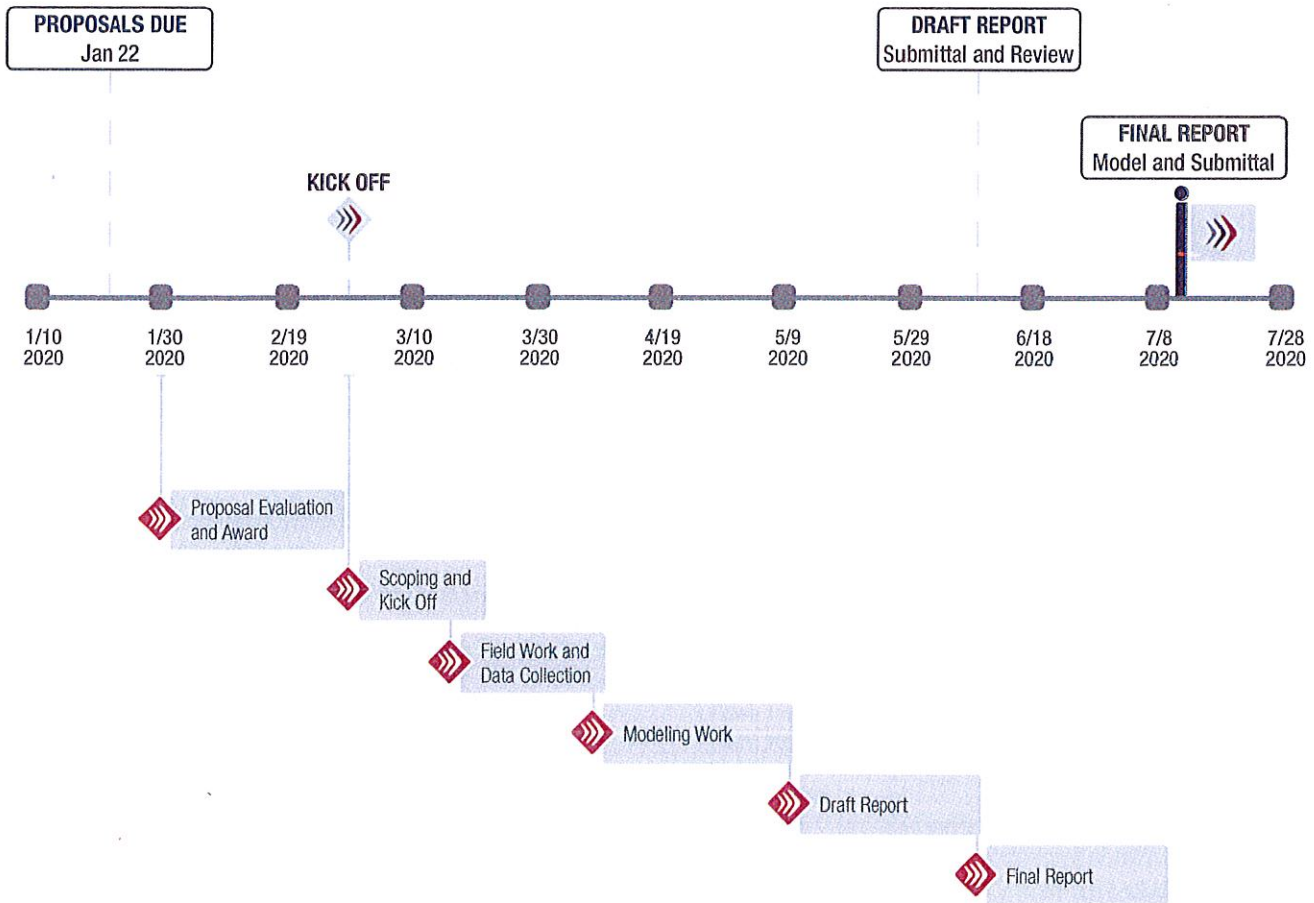 PROPOSALS DUE
Jan 22
DRAFT REPORT
Submittal and Review
FINAL REPORT
Model and Submittal
KICK OFF
1/10
2020
1/30
2020
2/19
2020
3/10
2020
3/30
2020
4/19
2020
5/9
2020
5/29
2020
6/18
2020
7/8
2020
7/28
2020
Proposal Evaluation
and Award
Scoping and
Kick Off
Field Work and
Data Collection
Modeling Work
Draft Report
Final Report